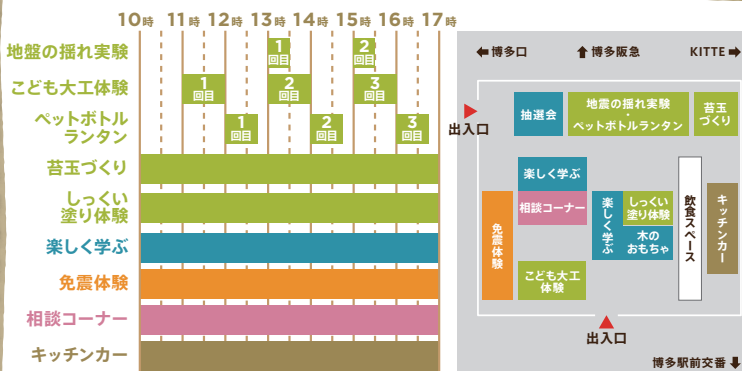 10時 11時 12時 13時 14時 15時 16時 17時
地盤の揺れ実験
1
回目
2
回目
こども大工体験
1
回目
2
回目
3
回目
ペットボトル
ランタン
1
回目
2
回目
3
回目
苔玉づくり
しっくい
塗り体験
楽しく学ぶ
免震体験
相談コーナー
キッチンカー
博多口
博多阪急
KITTE
出入口
抽選会
地震の揺れ実験
・
ペットボトルランタン
苔玉
づくり
楽しく学ぶ
相談コーナー
免震体験
こども大工
体験
楽しく学ぶ
しっくい
塗り体験
木の
おもちゃ
飲食スペース
キッチンカー
出入口
博多駅前交番